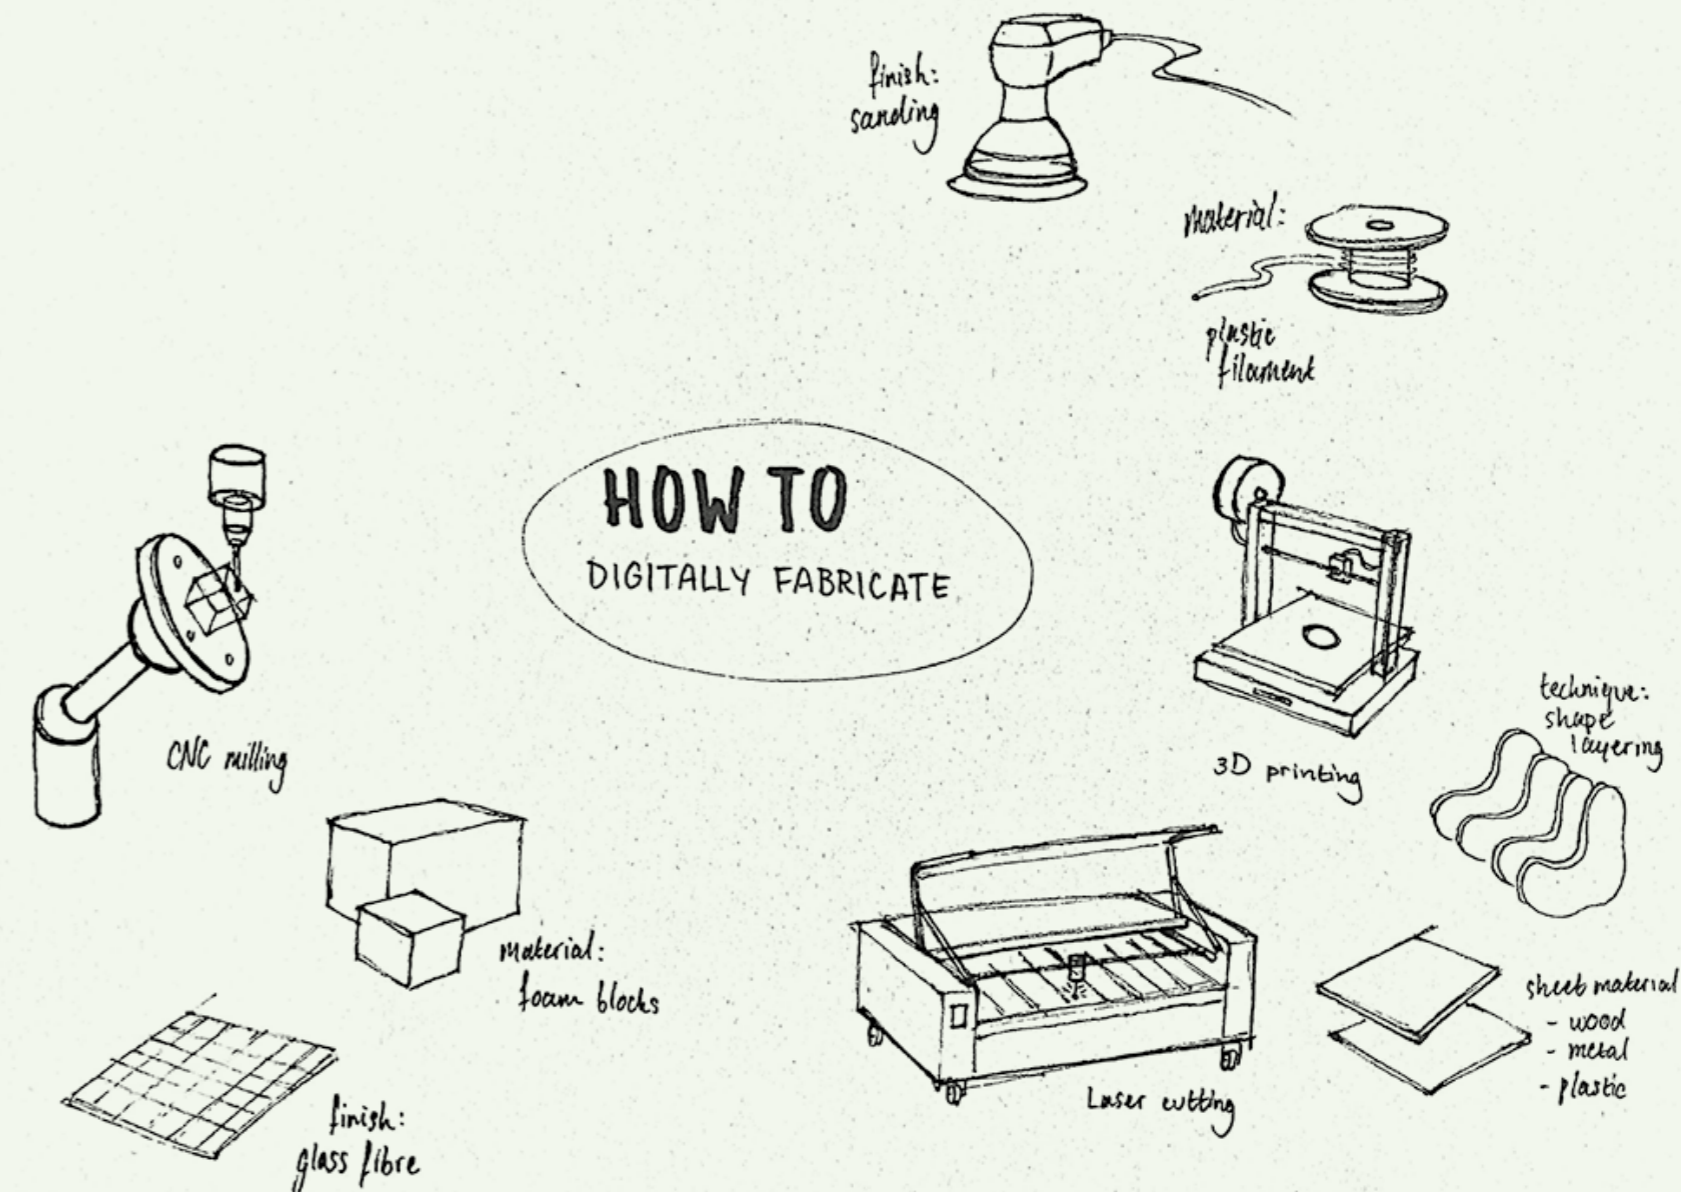 finish:
sanding
material:
plastic
filament
HOW TO
DIGITALLY FABRICATE
CNC milling
3D printing
technique:
shape
layering
material:
foam blocks
sheet material
- wood
- metal
- plastic
Laser cutting
finish:
glass fibre